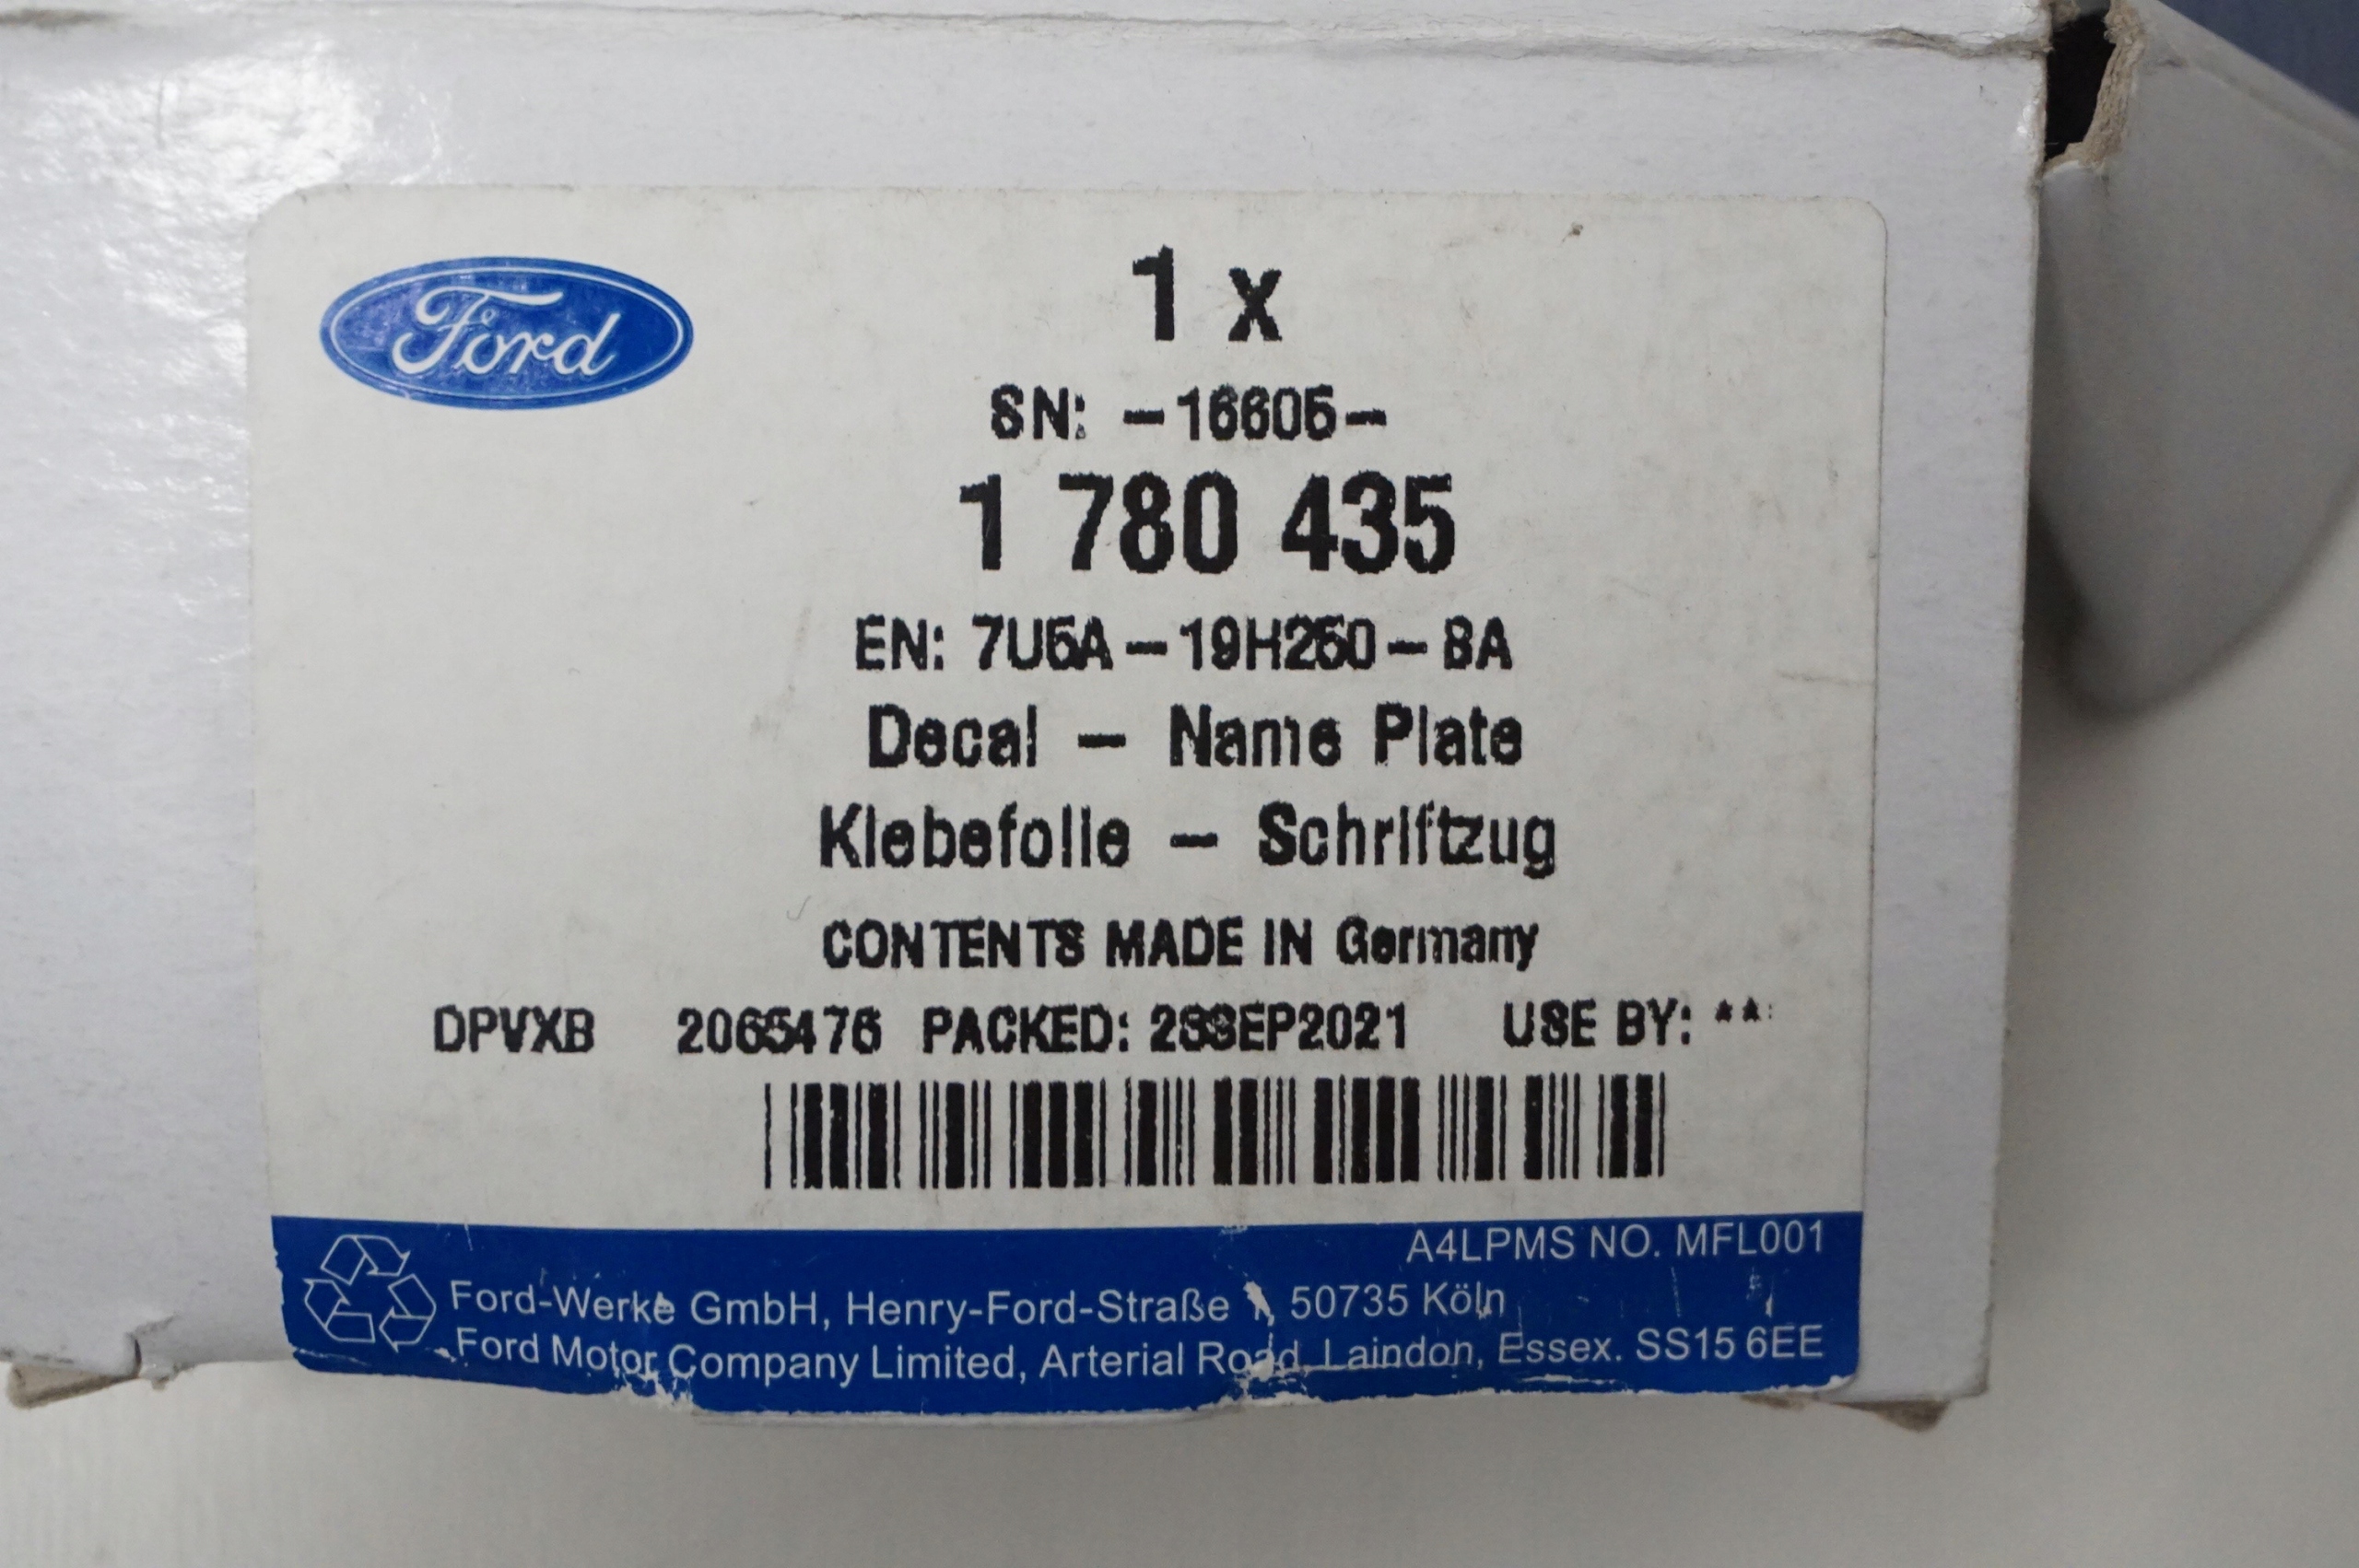 Ford
1 x
SN: -16605-
1 780 435
EN: 7U5A-19H250-BA
Decal - Name Plate
Klebefolie - Schriftzug
CONTENTS MADE IN Germany
DPVXB 2065476 PACKED: SEP2021 USE BY: **
A4LPMS NO. MFL001
Ford-Werke GmbH, Henry-Ford-Straße 1, 50735 Köln
Ford Motor Company Limited, Arterial Road, Laindon, Essex. SS15 6EE